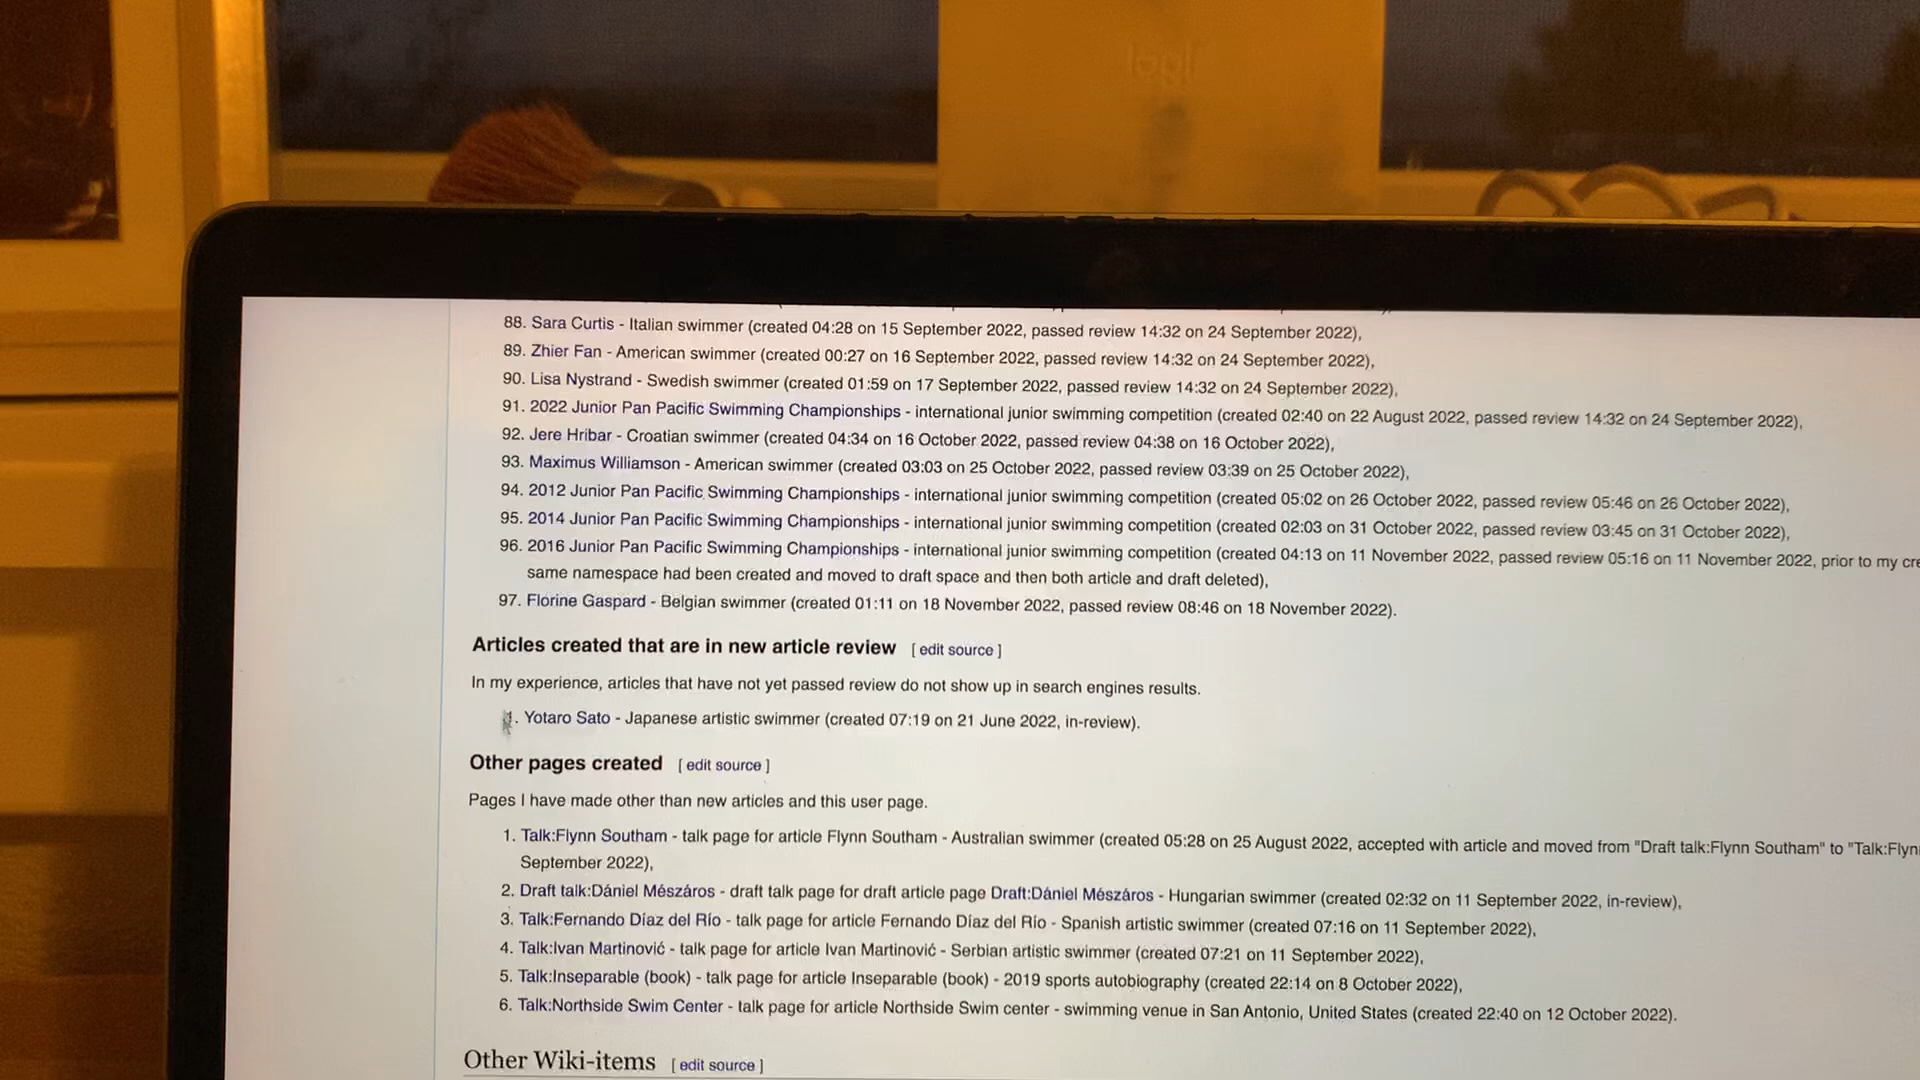 logi
88. Sara Curtis - Italian swimmer (created 04:28 on 15 September 2022, passed review 14:32 on 24 September 2022),
89. Zhier Fan - American swimmer (created 00:27 on 16 September 2022, passed review 14:32 on 24 September 2022),
90. Lisa Nystrand - Swedish swimmer (created 01:59 on 17 September 2022, passed review 14:32 on 24 September 2022),
91. 2022 Junior Pan Pacific Swimming Championships - international junior swimming competition (created 02:40 on 22 August 2022, passed review 14:32 on 24 September 2022),
92. Jere Hribar - Croatian swimmer (created 04:34 on 16 October 2022, passed review 04:38 on 16 October 2022),
93. Maximus Williamson - American swimmer (created 03:03 on 25 October 2022, passed review 03:39 on 25 October 2022),
94. 2012 Junior Pan Pacific Swimming Championships - international junior swimming competition (created 05:02 on 26 October 2022, passed review 05:46 on 26 October 2022),
95. 2014 Junior Pan Pacific Swimming Championships - international junior swimming competition (created 02:03 on 31 October 2022, passed review 03:45 on 31 October 2022),
96. 2016 Junior Pan Pacific Swimming Championships - international junior swimming competition (created 04:13 on 11 November 2022, passed review 05:16 on 11 November 2022, prior to my cre
same namespace had been created and moved to draft space and then both article and draft deleted),
97. Florine Gaspard - Belgian swimmer (created 01:11 on 18 November 2022, passed review 08:46 on 18 November 2022).
Articles created that are in new article review [ edit source ]
In my experience, articles that have not yet passed review do not show up in search engines results.
1. Yotaro Sato - Japanese artistic swimmer (created 07:19 on 21 June 2022, in-review).
Other pages created [ edit source ]
Pages I have made other than new articles and this user page.
1. Talk:Flynn Southam - talk page for article Flynn Southam - Australian swimmer (created 05:28 on 25 August 2022, accepted with article and moved from "Draft talk:Flynn Southam" to "Talk:Flyn
September 2022),
2. Draft talk:Dániel Mészáros - draft talk page for draft article page Draft:Dániel Mészáros - Hungarian swimmer (created 02:32 on 11 September 2022, in-review),
3. Talk:Fernando Díaz del Río - talk page for article Fernando Díaz del Río - Spanish artistic swimmer (created 07:16 on 11 September 2022),
4. Talk:Ivan Martinović - talk page for article Ivan Martinović - Serbian artistic swimmer (created 07:21 on 11 September 2022),
5. Talk:Inseparable (book) - talk page for article Inseparable (book) - 2019 sports autobiography (created 22:14 on 8 October 2022),
6. Talk:Northside Swim Center - talk page for article Northside Swim center - swimming venue in San Antonio, United States (created 22:40 on 12 October 2022).
Other Wiki-items [ edit source ]